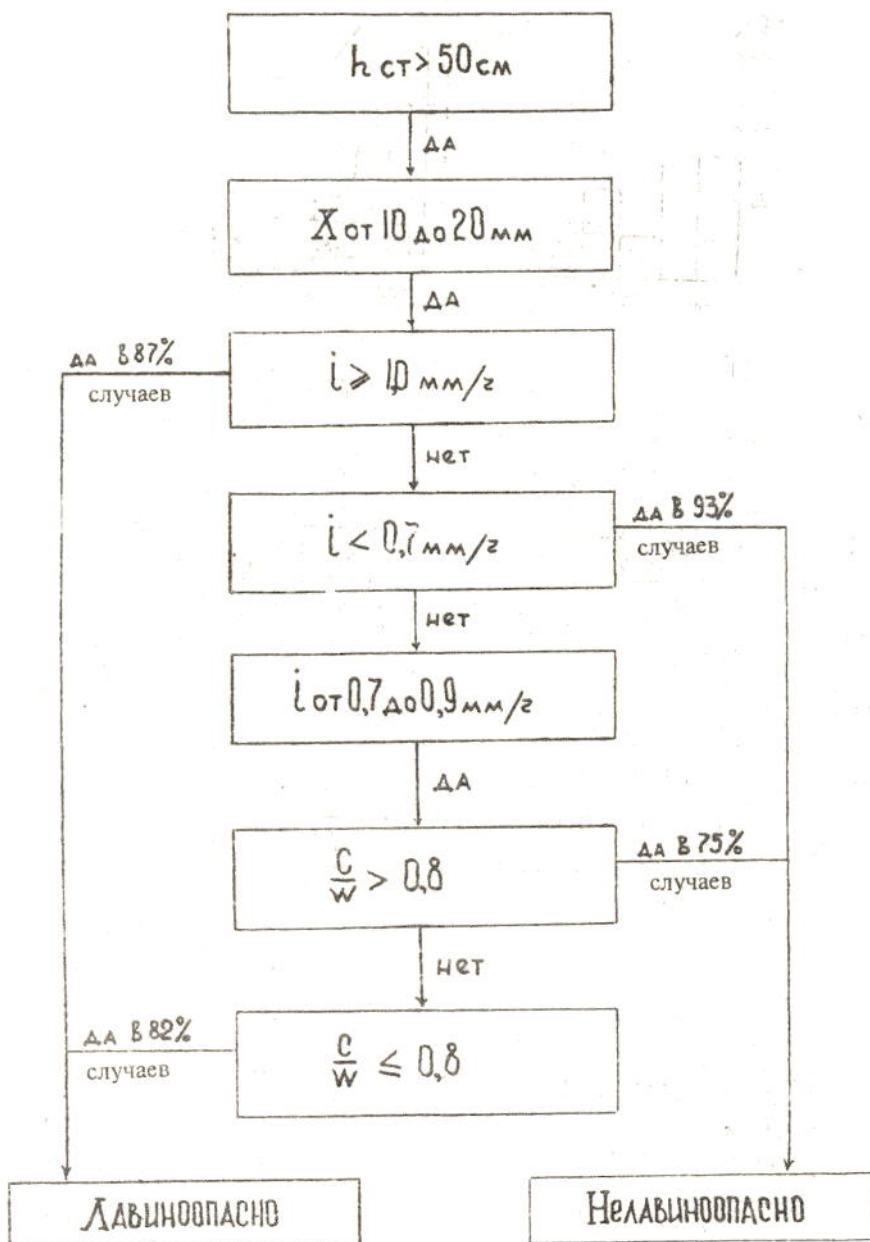 h ст > 50 см
да
X от 10 до 20 мм
да
да в 87%
случаев
i ⩾ 1,0 мм/г
нет
i < 0,7 мм/г
да в 93%
случаев
нет
i от 0,7 до 0,9 мм/г
да
C/W > 0,8
да в 75%
случаев
нет
да в 82%
случаев
C/W ≦ 0,8
Лавиноопасно
Нелавиноопасно